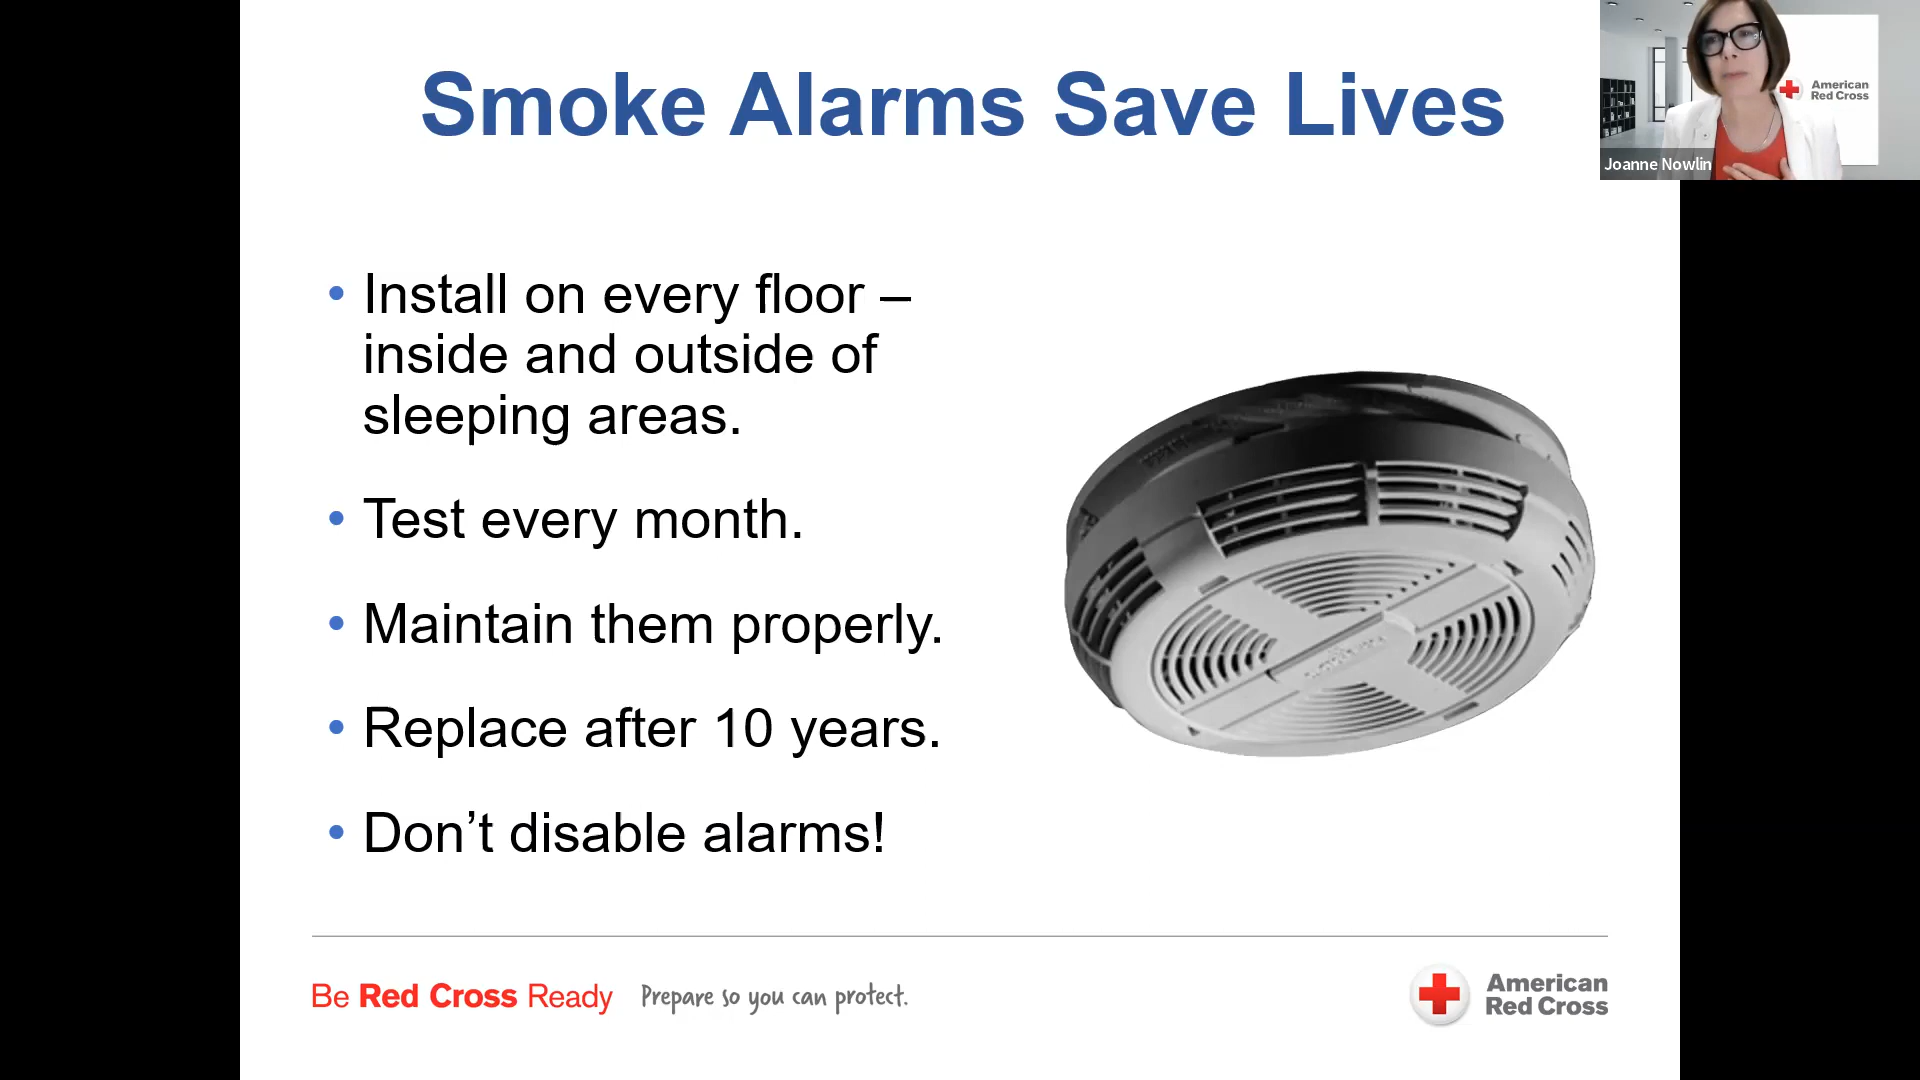 Smoke Alarms Save Lives
American
Red Cross
Joanne Nowlin
• Install on every floor –
inside and outside of
sleeping areas.
• Test every month.
• Maintain them properly.
• Replace after 10 years.
• Don’t disable alarms!
Be Red Cross Ready Prepare so you can protect.
American
Red Cross